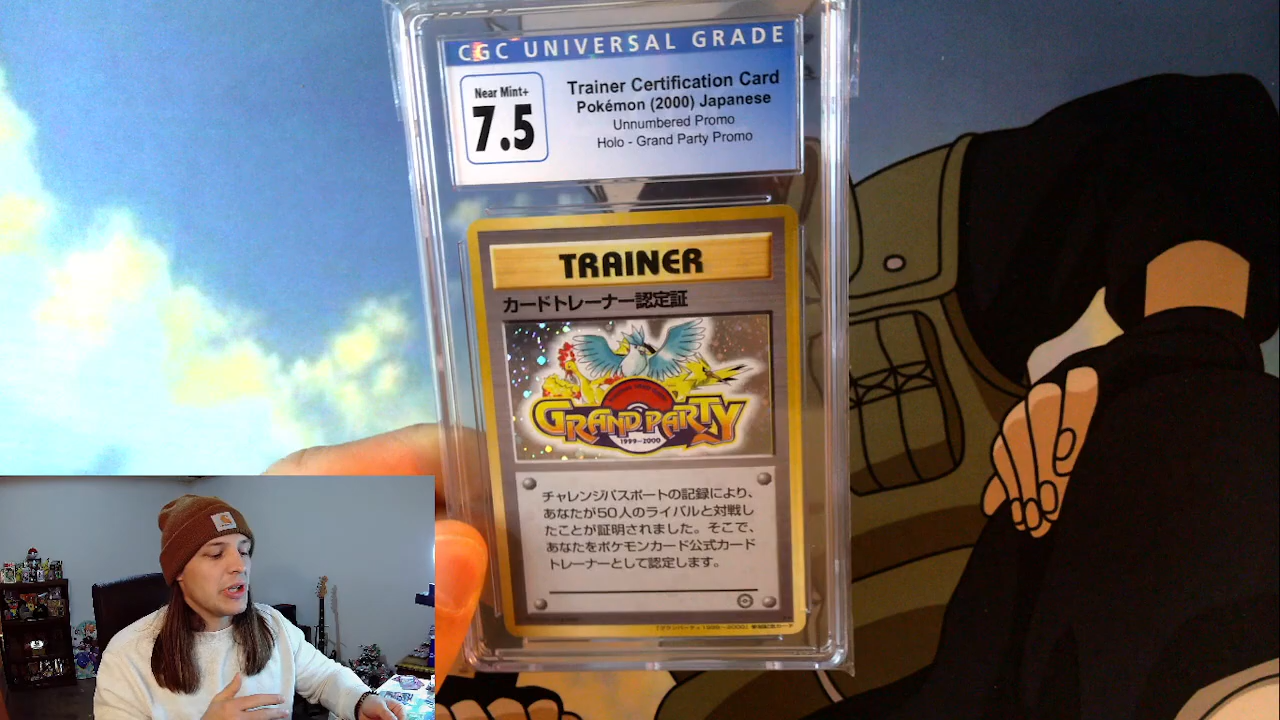 CGC UNIVERSAL GRADE
Near Mint+
7.5
Trainer Certification Card
Pokémon (2000) Japanese
Unnumbered Promo
Holo - Grand Party Promo
TRAINER
カードトレーナー認定証
GRAND PARTY
1999-2000
チャレンジパスポートの記録により、
あなたが50人のライバルと対戦し
たことが証明されました。そこで、
あなたをポケモンカード公式カード
トレーナーとして認定します。